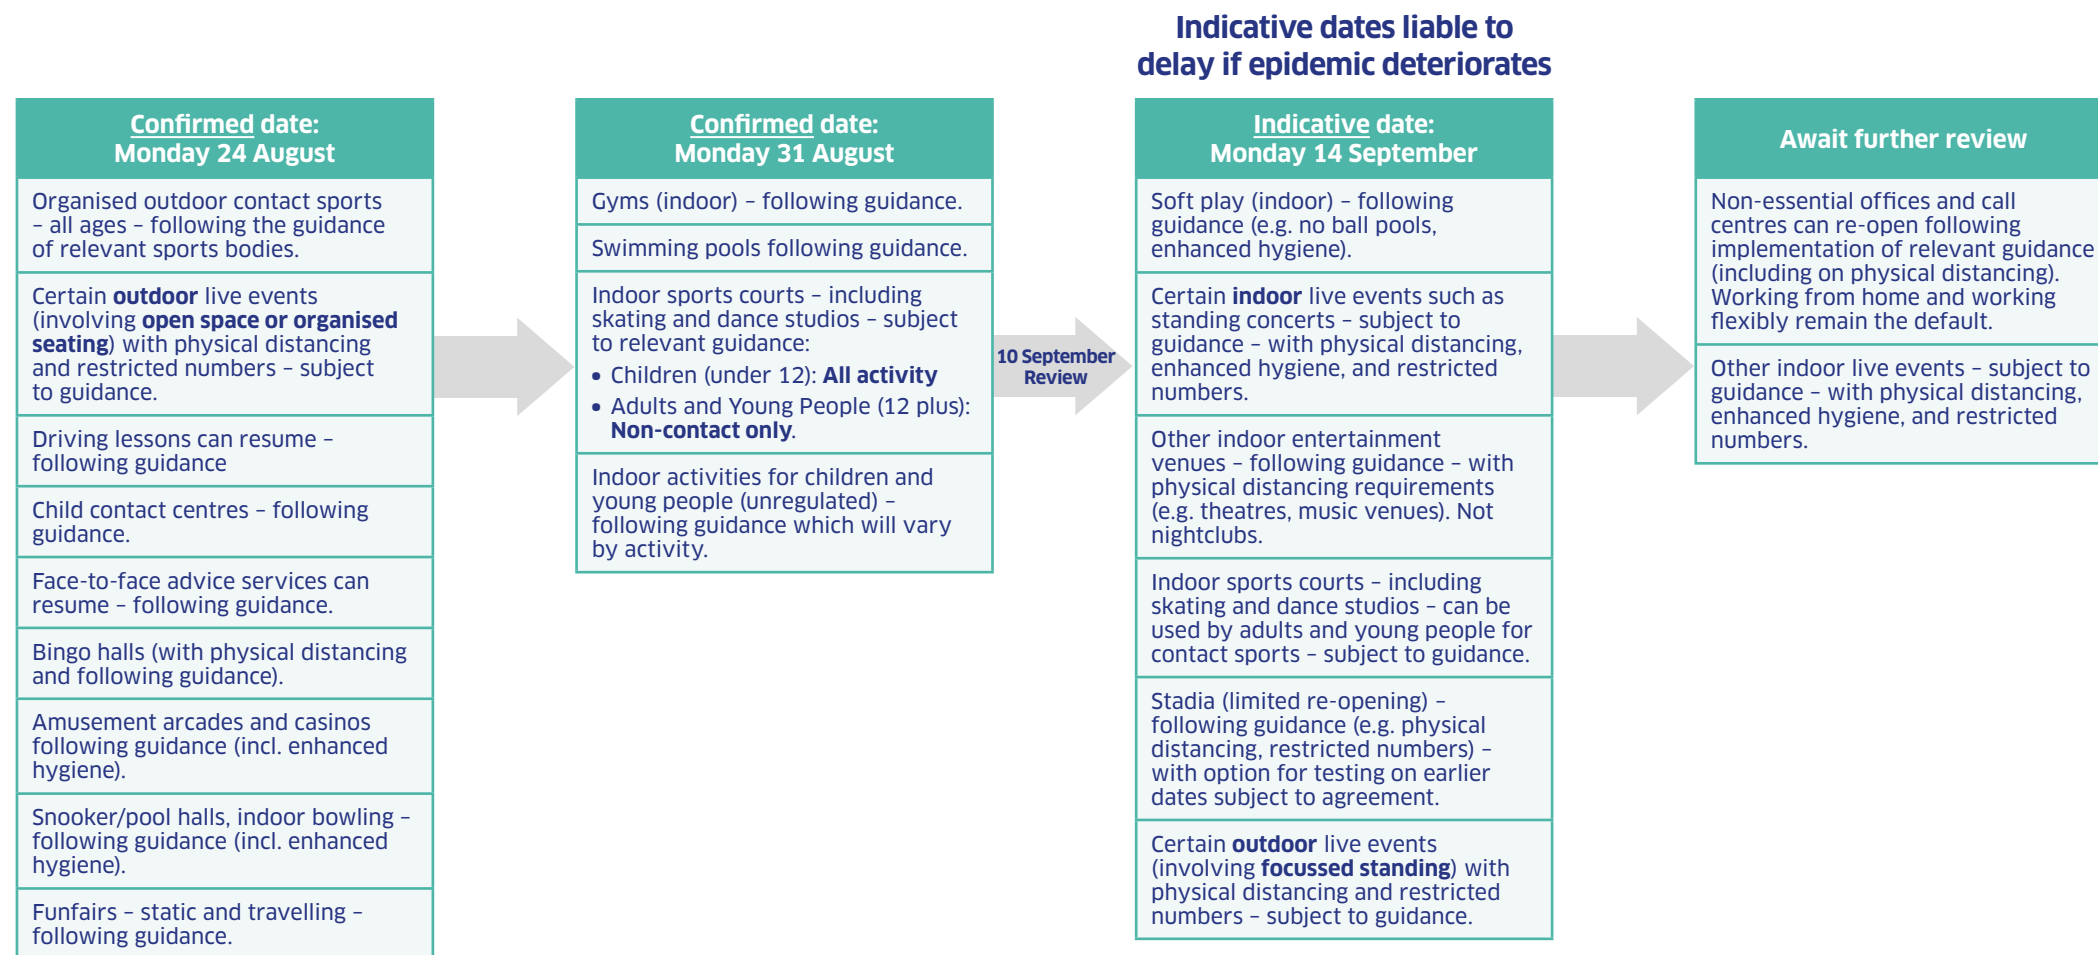 Indicative dates liable to
delay if epidemic deteriorates
Confirmed date:
Monday 24 August
Organised outdoor contact sports
– all ages – following the guidance
of relevant sports bodies.
Certain outdoor live events
(involving open space or organised
seating) with physical distancing
and restricted numbers – subject
to guidance.
Driving lessons can resume –
following guidance
Child contact centres – following
guidance.
Face-to-face advice services can
resume – following guidance.
Bingo halls (with physical distancing
and following guidance).
Amusement arcades and casinos
following guidance (incl. enhanced
hygiene).
Snooker/pool halls, indoor bowling –
following guidance (incl. enhanced
hygiene).
Funfairs – static and travelling –
following guidance.
Confirmed date:
Monday 31 August
Gyms (indoor) – following guidance.
Swimming pools following guidance.
Indoor sports courts – including
skating and dance studios – subject
to relevant guidance:
• Children (under 12): All activity
• Adults and Young People (12 plus):
Non-contact only.
Indoor activities for children and
young people (unregulated) –
following guidance which will vary
by activity.
10 September
Review
Indicative date:
Monday 14 September
Soft play (indoor) – following
guidance (e.g. no ball pools,
enhanced hygiene).
Certain indoor live events such as
standing concerts – subject to
guidance – with physical distancing,
enhanced hygiene, and restricted
numbers.
Other indoor entertainment
venues – following guidance – with
physical distancing requirements
(e.g. theatres, music venues). Not
nightclubs.
Indoor sports courts – including
skating and dance studios – can be
used by adults and young people for
contact sports – subject to guidance.
Stadia (limited re-opening) –
following guidance (e.g. physical
distancing, restricted numbers) –
with option for testing on earlier
dates subject to agreement.
Certain outdoor live events
(involving focussed standing) with
physical distancing and restricted
numbers – subject to guidance.
Await further review
Non-essential offices and call
centres can re-open following
implementation of relevant guidance
(including on physical distancing).
Working from home and working
flexibly remain the default.
Other indoor live events – subject to
guidance – with physical distancing,
enhanced hygiene, and restricted
numbers.